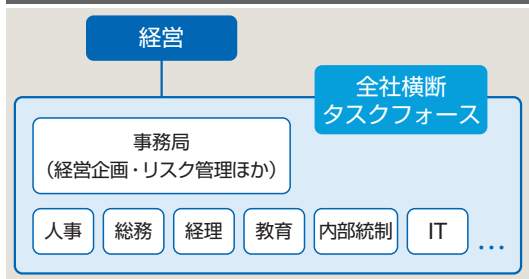 経営
全社横断
タスクフォース
事務局
（経営企画・リスク管理ほか）
人事 総務 経理 教育 内部統制 IT …